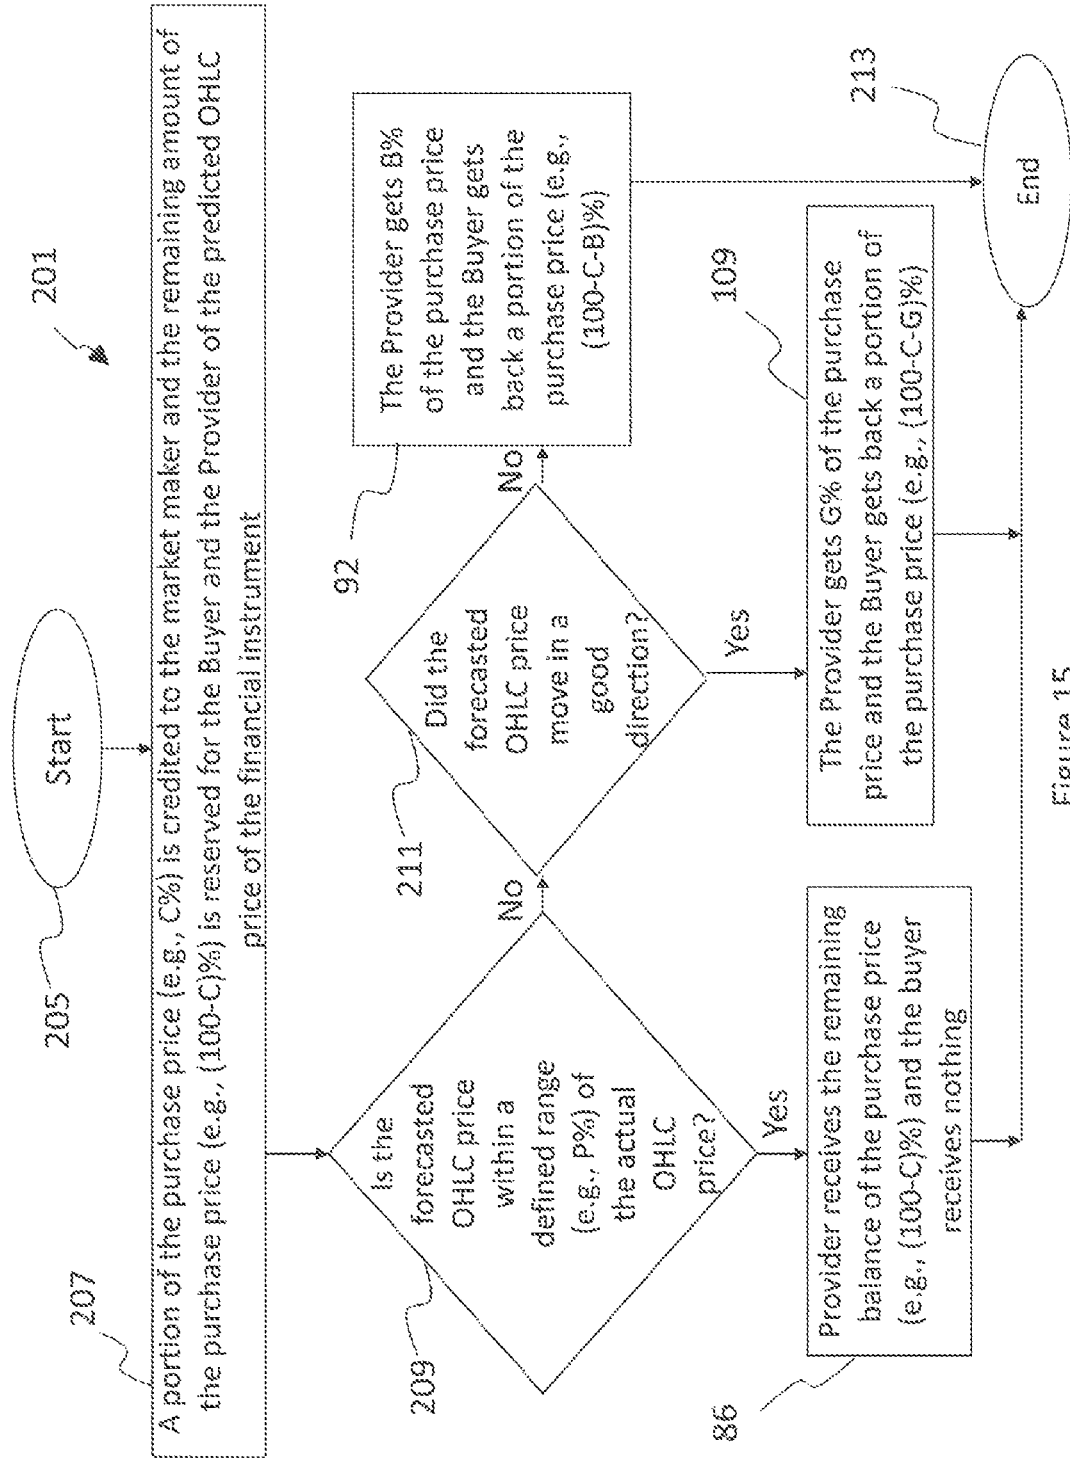 201
Start
205
207
A portion of the purchase price (e.g., C%) is credited to the market maker and the remaining amount of
the purchase price (e.g., (100-C)%) is reserved for the Buyer and the Provider of the predicted OHLC
price of the financial instrument
209
Is the
forecasted
OHLC price
within a
defined range
(e.g., P%) of
the actual
OHLC
price?
No
Yes
211
Did the
forecasted
OHLC price
move in a
good
direction?
No
Yes
92
The Provider gets B%
of the purchase price
and the Buyer gets
back a portion of the
purchase price (e.g.,
(100-C-B)%)
86
Provider receives the remaining
balance of the purchase price
(e.g., (100-C)%) and the buyer
receives nothing
109
The Provider gets G% of the purchase
price and the Buyer gets back a portion of
the purchase price (e.g., (100-C-G)%)
213
End
Figure 15